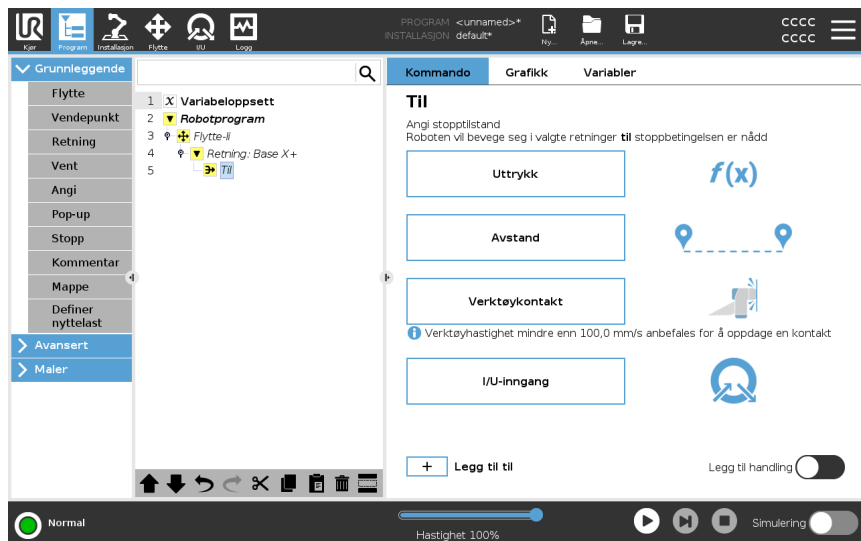 UR
PROGRAM <unnamed>*
INSTALLASJON default*
CCCC
CCCC
Kjør
Program
Installasjon
Flytte
I/U
Logg
Ny...
Åpne...
Lagre...
Grunnleggende
Flytte
Vendepunkt
Retning
Vent
Angi
Pop-up
Stopp
Kommentar
Mappe
Definer
nyttelast
Avansert
Maler
1 X Variabeloppsett
2 Robotprogram
3 Flytte-li
4 Retning: Base X+
5 Til
Kommando
Grafikk
Variabler
Til
Angi stopptilstand
Roboten vil bevege seg i valgte retninger til stoppbetingelsen er nådd
Uttrykk
f(x)
Avstand
Verktøykontakt
Verktøyhastighet mindre enn 100,0 mm/s anbefales for å oppdage en kontakt
I/U-inngang
+ Legg til til
Legg til handling
Normal
Hastighet 100%
Simulering